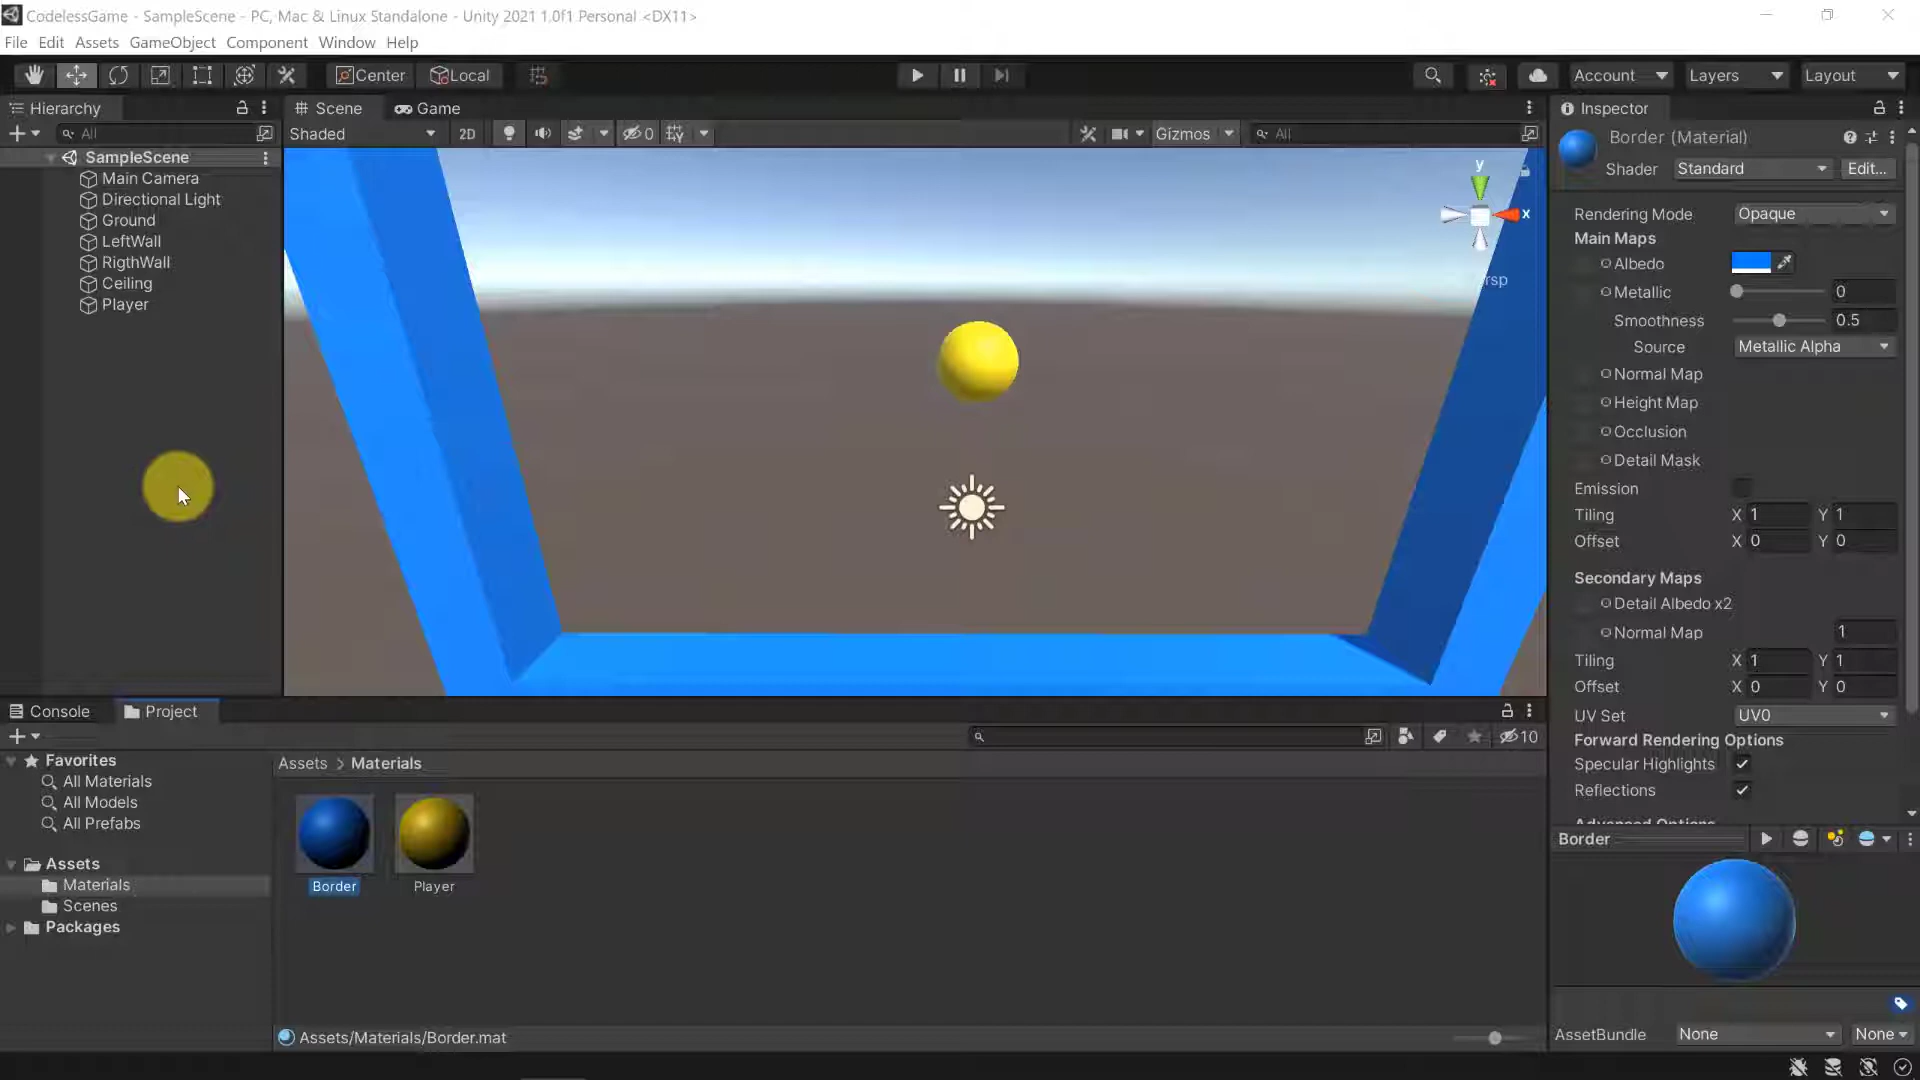 CodelessGame - SampleScene - PC, Mac & Linux Standalone - Unity 2021 1.0f1 Personal <DX11>
File Edit Assets GameObject Component Window Help
Center Local Account Layers Layout
Hierarchy
All
SampleScene
Main Camera
Directional Light
Ground
LeftWall
RigthWall
Ceiling
Player
Scene Game
Shaded 2D 0 Gizmos All
y
x
rsp
Inspector
Border (Material)
Shader Standard Edit...
Rendering Mode Opaque
Main Maps
Albedo
Metallic 0
Smoothness 0.5
Source Metallic Alpha
Normal Map
Height Map
Occlusion
Detail Mask
Emission
Tiling X 1 Y 1
Offset X 0 Y 0
Secondary Maps
Detail Albedo x2
Normal Map 1
Tiling X 1 Y 1
Offset X 0 Y 0
UV Set UV0
Forward Rendering Options
Specular Highlights
Reflections
Advanced Options
Border
AssetBundle None None
Console Project
10
Favorites
All Materials
All Models
All Prefabs
Assets
Materials
Scenes
Packages
Assets > Materials
Border Player
Assets/Materials/Border.mat